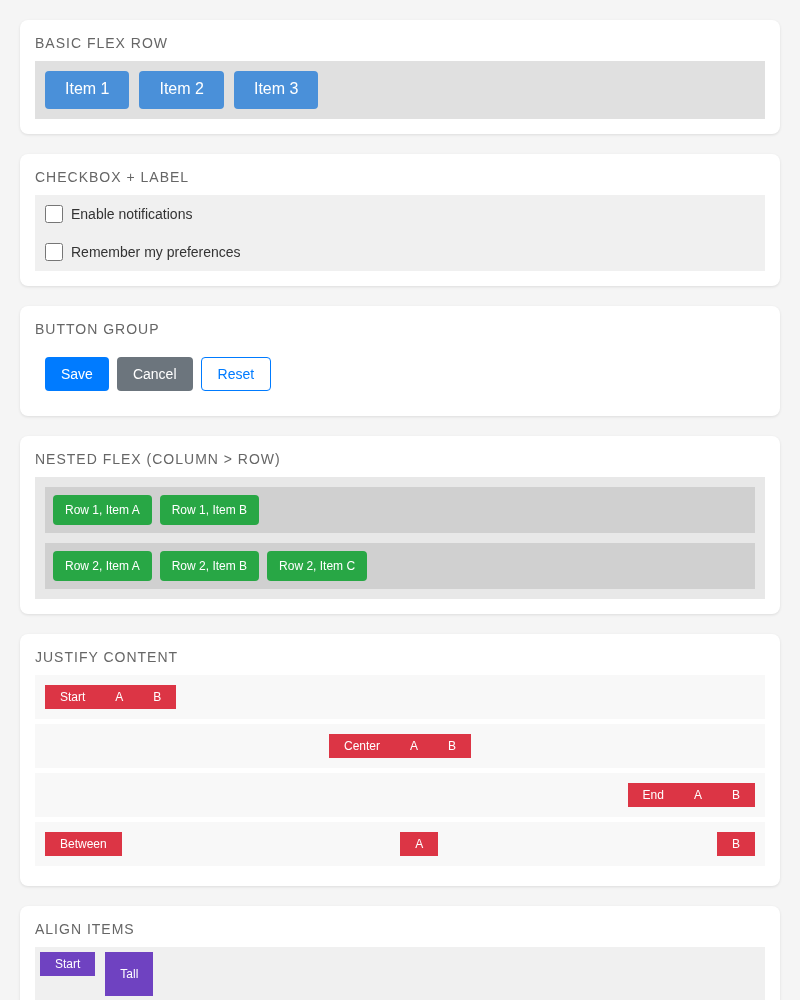 BASIC FLEX ROW
Item 1 Item 2 Item 3
CHECKBOX + LABEL
Enable notifications
Remember my preferences
BUTTON GROUP
Save Cancel Reset
NESTED FLEX (COLUMN > ROW)
Row 1, Item A Row 1, Item B
Row 2, Item A Row 2, Item B Row 2, Item C
JUSTIFY CONTENT
Start A B
Center A B
End A B
Between A B
ALIGN ITEMS
Start Tall